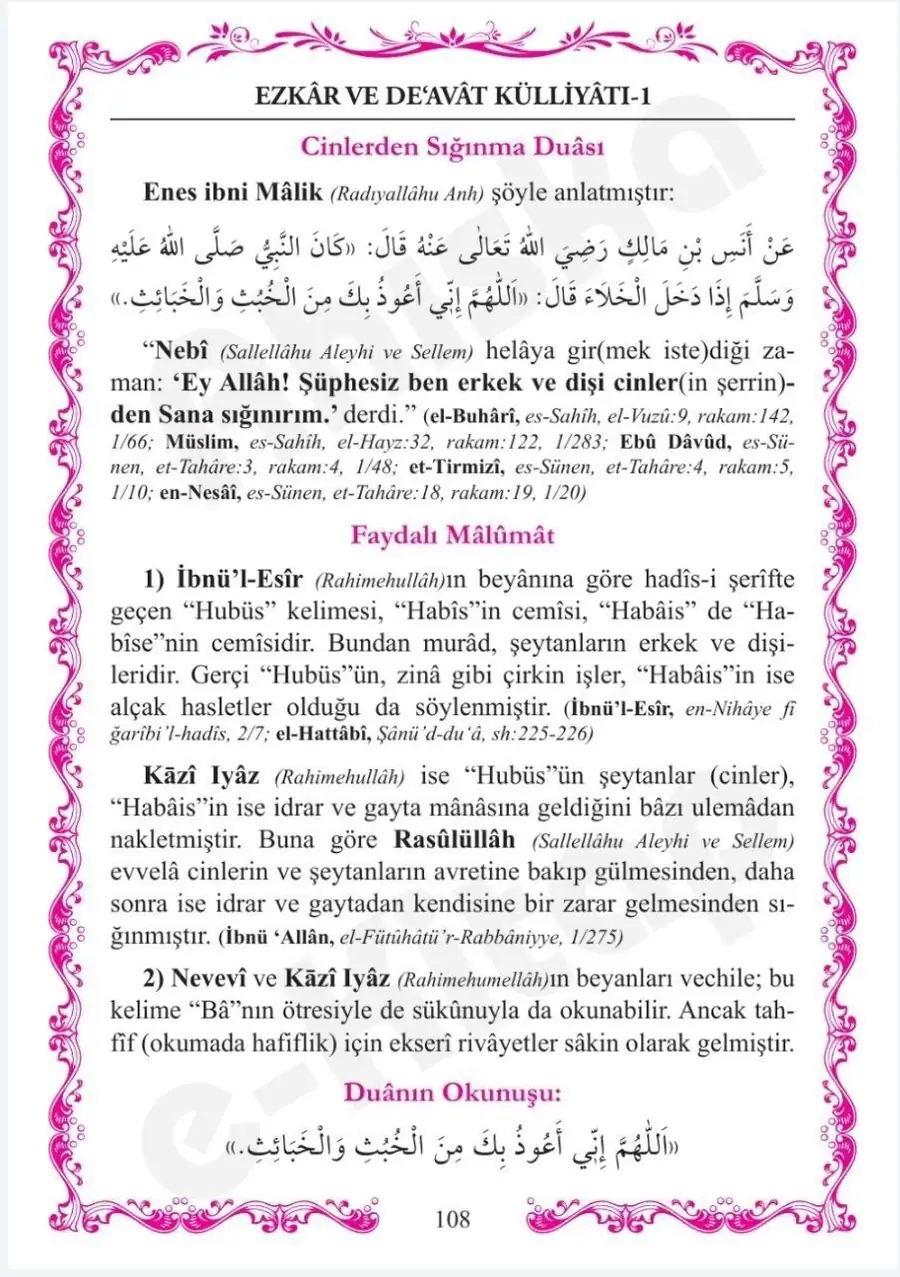 EZKÂR VE DE‘AVÂT KÜLLİYÂTI-1
Cinlerden Sığınma Duâsı
Enes ibni Mâlik (Radıyallâhu Anh) şöyle anlatmıştır:
عَنْ أَنَسِ بْنِ مَالِكٍ رَضِيَ اللهُ تَعَالٰى عَنْهُ قَالَ: «كَانَ النَّبِيُّ صَلَّى اللهُ عَلَيْهِ
وَسَلَّمَ إِذَا دَخَلَ الْخَلَاءَ قَالَ: «اَللّٰهُمَّ إِنِّي أَعُوذُ بِكَ مِنَ الْخُبُثِ وَالْخَبَائِثِ.»
“Nebî (Sallellâhu Aleyhi ve Sellem) helâya gir(mek iste)diği za-
man: ‘Ey Allâh! Şüphesiz ben erkek ve dişi cinler(in şerrin)-
den Sana sığınırım.’ derdi.” (el-Buhârî, es-Sahîh, el-Vuzû:9, rakam:142,
1/66; Müslim, es-Sahîh, el-Hayz:32, rakam:122, 1/283; Ebû Dâvûd, es-Sü-
nen, et-Tahâre:3, rakam:4, 1/48; et-Tirmizî, es-Sünen, et-Tahâre:4, rakam:5,
1/10; en-Nesâî, es-Sünen, et-Tahâre:18, rakam:19, 1/20)
Faydalı Mâlûmât
1) İbnü’l-Esîr (Rahimehullâh)ın beyânına göre hadîs-i şerîfte
geçen “Hubüs” kelimesi, “Habîs”in cemîsi, “Habâis” de “Ha-
bîse”nin cemîsidir. Bundan murâd, şeytanların erkek ve dişi-
leridir. Gerçi “Hubüs”ün, zinâ gibi çirkin işler, “Habâis”in ise
alçak hasletler olduğu da söylenmiştir. (İbnü’l-Esîr, en-Nihâye fî
ğarîbi’l-hadîs, 2/7; el-Hattâbî, Şânü’d-du‘â, sh:225-226)
Kāzî Iyâz (Rahimehullâh) ise “Hubüs”ün şeytanlar (cinler),
“Habâis”in ise idrar ve gayta mânâsına geldiğini bâzı ulemâdan
nakletmiştir. Buna göre Rasûlüllâh (Sallellâhu Aleyhi ve Sellem)
evvelâ cinlerin ve şeytanların avretine bakıp gülmesinden, daha
sonra ise idrar ve gaytadan kendisine bir zarar gelmesinden sı-
ğınmıştır. (İbnü ‘Allân, el-Fütûhâtü’r-Rabbâniyye, 1/275)
2) Nevevî ve Kāzî Iyâz (Rahimehumellâh)ın beyanları vechile; bu
kelime “Bâ”nın ötresiyle de sükûnuyla da okunabilir. Ancak tah-
fîf (okumada hafiflik) için ekserî rivâyetler sâkin olarak gelmiştir.
Duânın Okunuşu:
«اَللّٰهُمَّ إِنِّي أَعُوذُ بِكَ مِنَ الْخُبُثِ وَالْخَبَائِثِ.»
108